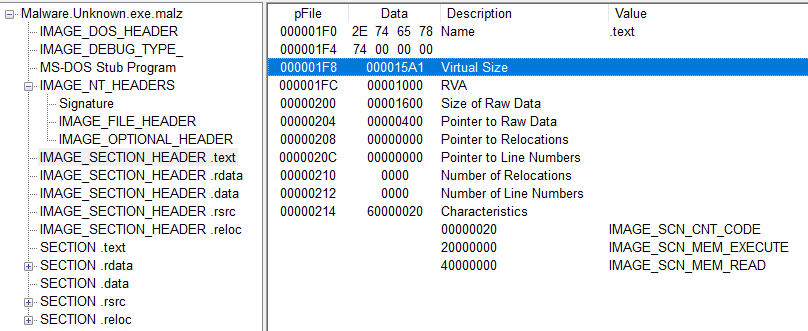 Malware.Unknown.exe.malz
IMAGE_DOS_HEADER
IMAGE_DEBUG_TYPE_
MS-DOS Stub Program
IMAGE_NT_HEADERS
Signature
IMAGE_FILE_HEADER
IMAGE_OPTIONAL_HEADER
IMAGE_SECTION_HEADER .text
IMAGE_SECTION_HEADER .rdata
IMAGE_SECTION_HEADER .data
IMAGE_SECTION_HEADER .rsrc
IMAGE_SECTION_HEADER .reloc
SECTION .text
SECTION .rdata
SECTION .data
SECTION .rsrc
SECTION .reloc
pFile Data Description Value
000001F0 2E 74 65 78 Name .text
000001F4 74 00 00 00
000001F8 000015A1 Virtual Size
000001FC 00001000 RVA
00000200 00001600 Size of Raw Data
00000204 00000400 Pointer to Raw Data
00000208 00000000 Pointer to Relocations
0000020C 00000000 Pointer to Line Numbers
00000210 0000 Number of Relocations
00000212 0000 Number of Line Numbers
00000214 60000020 Characteristics
00000020 IMAGE_SCN_CNT_CODE
20000000 IMAGE_SCN_MEM_EXECUTE
40000000 IMAGE_SCN_MEM_READ